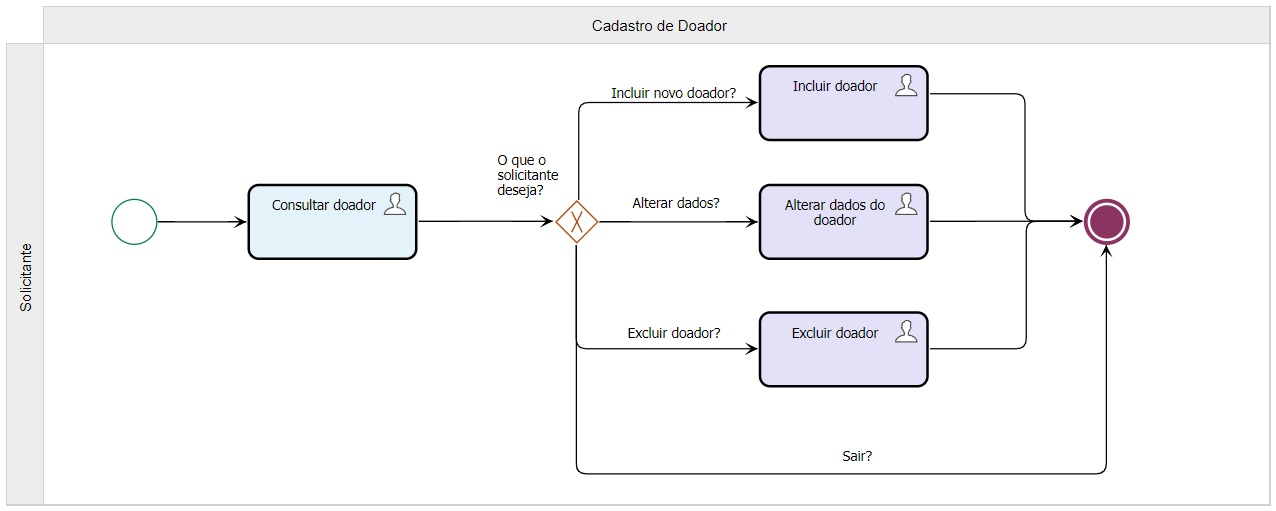 Cadastro de Doador
Solicitante
Consultar doador
O que o
solicitante
deseja?
Incluir novo doador?
Incluir doador
Alterar dados?
Alterar dados do
doador
Excluir doador?
Excluir doador
Sair?